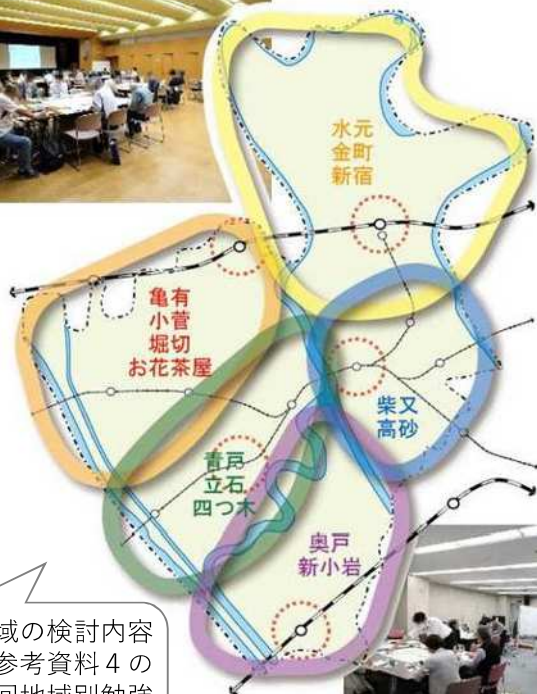 水元
金町
新宿
亀有
小菅
堀切
お花茶屋
柴又
高砂
青戸
立石
四つ木
奥戸
新小岩
域の検討内容
参考資料4の
回地域別勉強